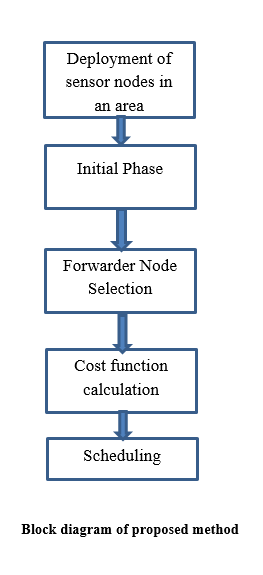 Deployment of
sensor nodes in
an area
Initial Phase
Forwarder Node
Selection
Cost function
calculation
Scheduling
Block diagram of proposed method